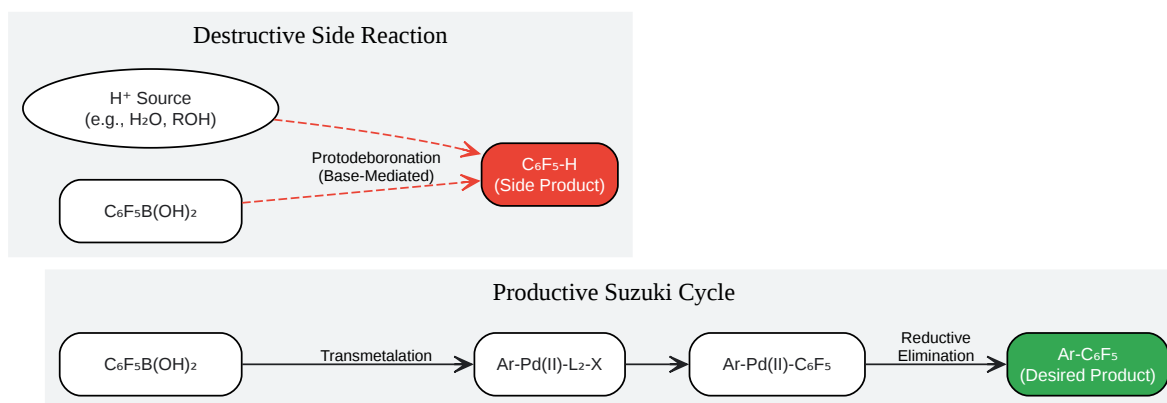 Destructive Side Reaction
H⁺ Source
(e.g., H₂O, ROH)
Protodeboronation
(Base-Mediated)
C₆F₅-H
(Side Product)
C₆F₅B(OH)₂
Productive Suzuki Cycle
C₆F₅B(OH)₂
Transmetalation
Ar-Pd(II)-L₂-X
Ar-Pd(II)-C₆F₅
Reductive
Elimination
Ar-C₆F₅
(Desired Product)